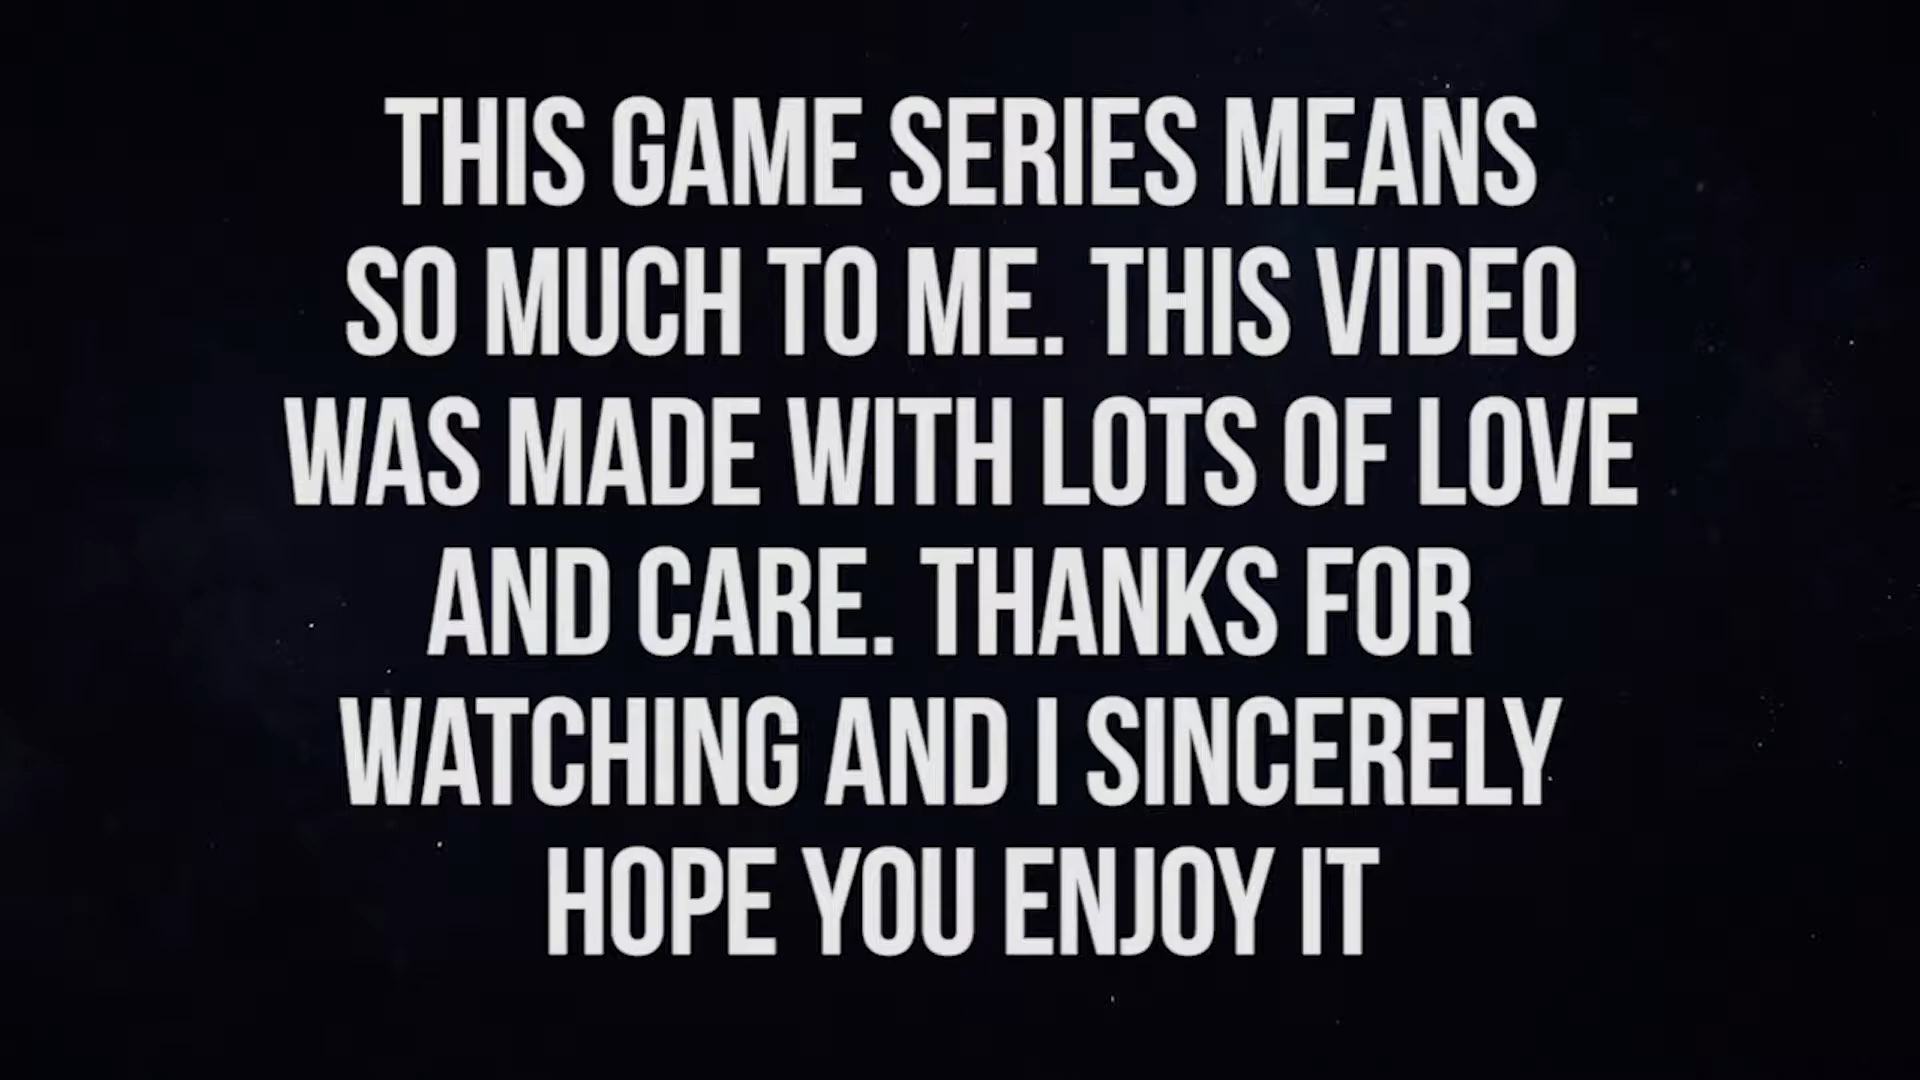 THIS GAME SERIES MEANS
SO MUCH TO ME. THIS VIDEO
WAS MADE WITH LOTS OF LOVE
AND CARE. THANKS FOR
WATCHING AND I SINCERELY
HOPE YOU ENJOY IT